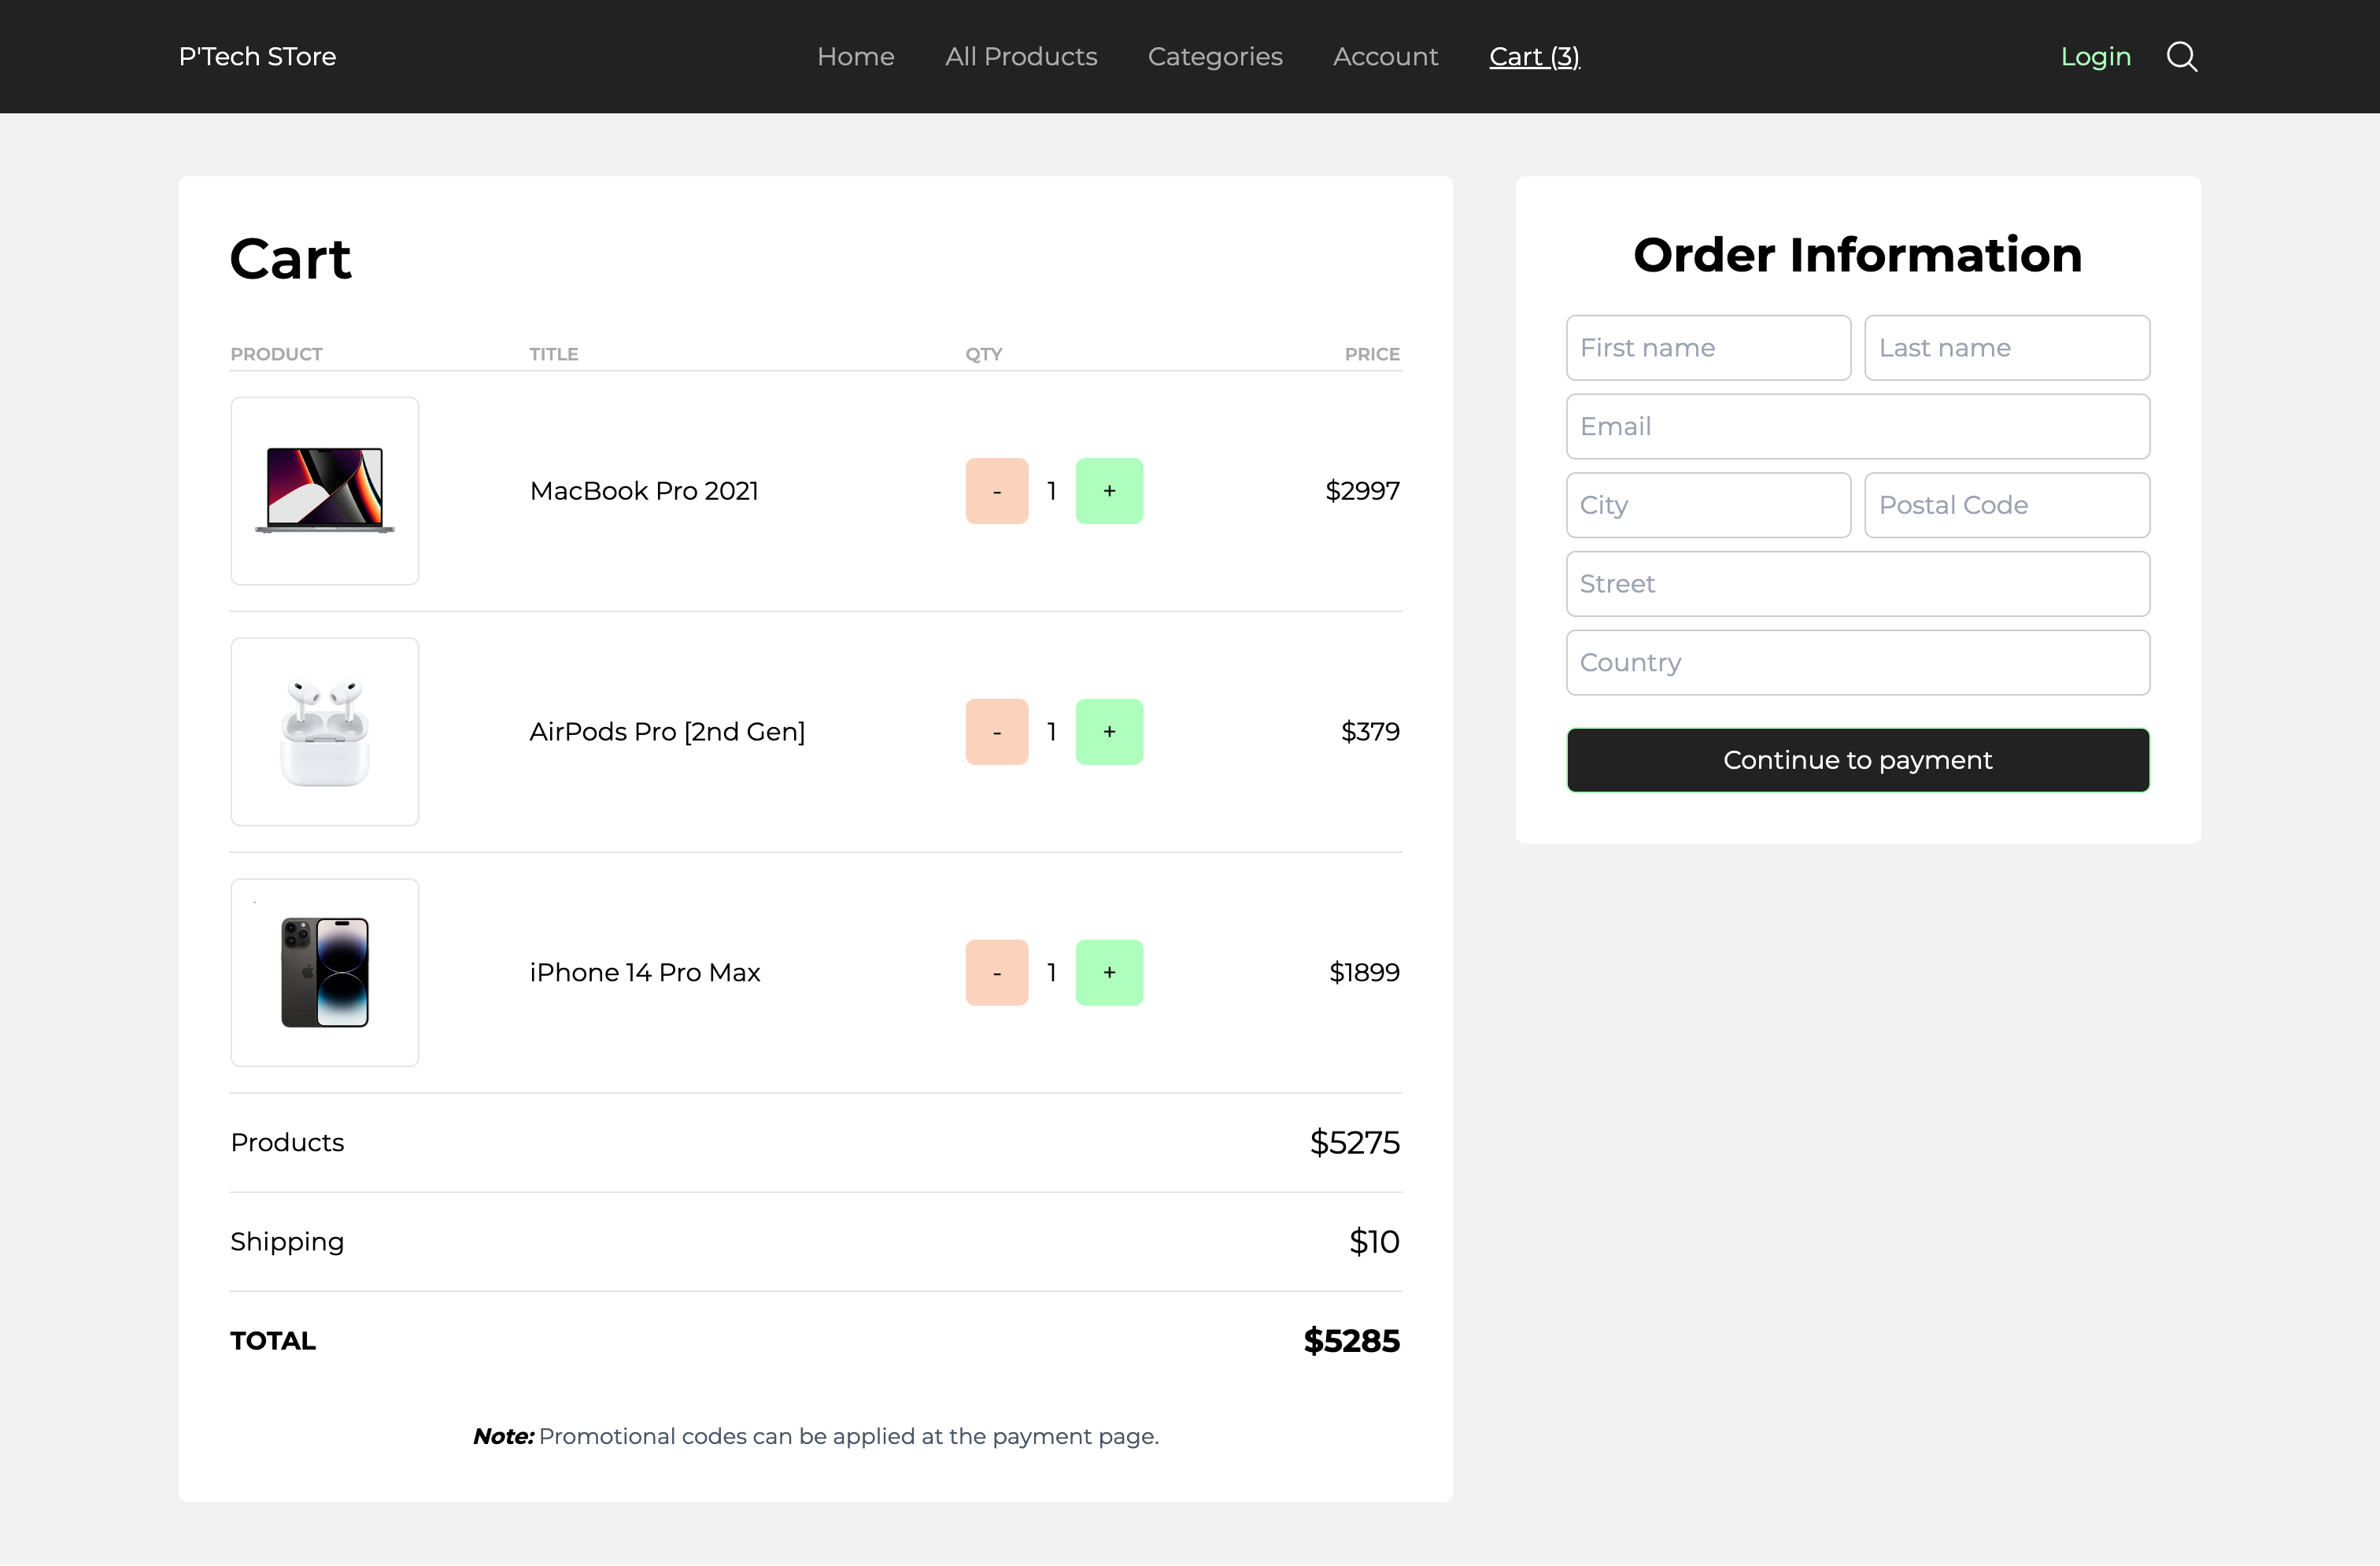 P'Tech STore
Home All Products Categories Account Cart (3)
Login
Cart
PRODUCT TITLE QTY PRICE
MacBook Pro 2021 - 1 + $2997
AirPods Pro [2nd Gen] - 1 + $379
iPhone 14 Pro Max - 1 + $1899
Products $5275
Shipping $10
TOTAL $5285
Note: Promotional codes can be applied at the payment page.
Order Information
First name Last name
Email
City Postal Code
Street
Country
Continue to payment